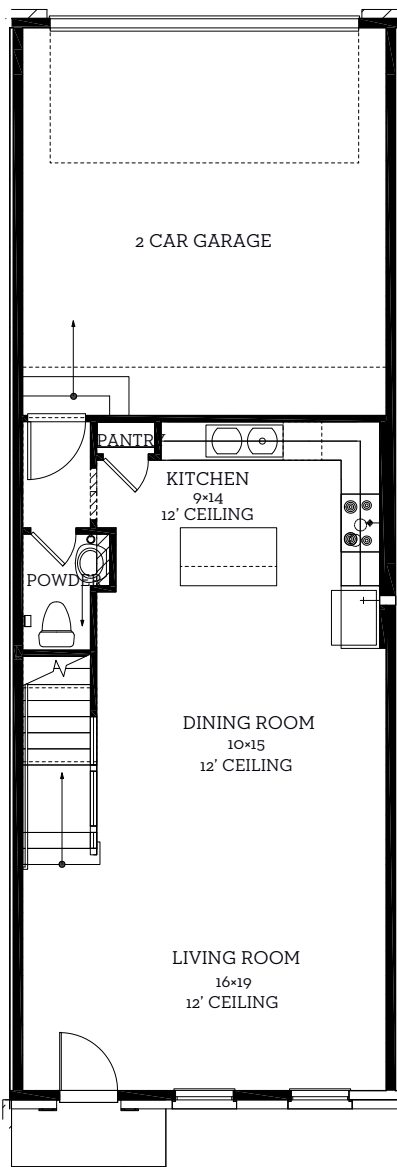 2 CAR GARAGE
PANTRY
KITCHEN
9×14
12' CEILING
POWDER
DINING ROOM
10×15
12' CEILING
LIVING ROOM
16×19
12' CEILING